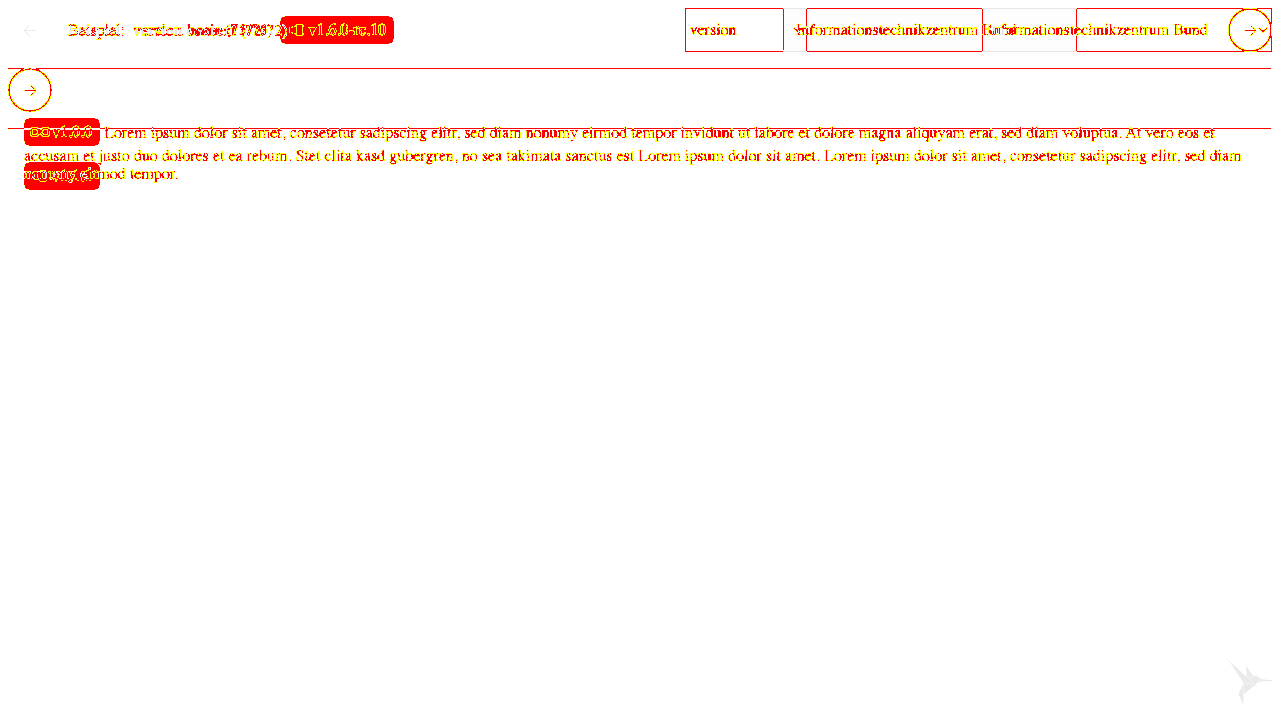 Beispiel: version v1.6.0-rc.10 version Informationstechnikzentrum Informationstechnikzentrum Bund
v1.0.0 Lorem ipsum dolor sit amet, consetetur sadipscing elitr, sed diam nonumy eirmod tempor invidunt ut labore et dolore magna aliquyam erat, sed diam voluptua. At vero eos et
accusam et justo duo dolores et ea rebum. Stet clita kasd gubergren, no sea takimata sanctus est Lorem ipsum dolor sit amet. Lorem ipsum dolor sit amet, consetetur sadipscing elitr, sed diam
nonumy eirmod tempor.